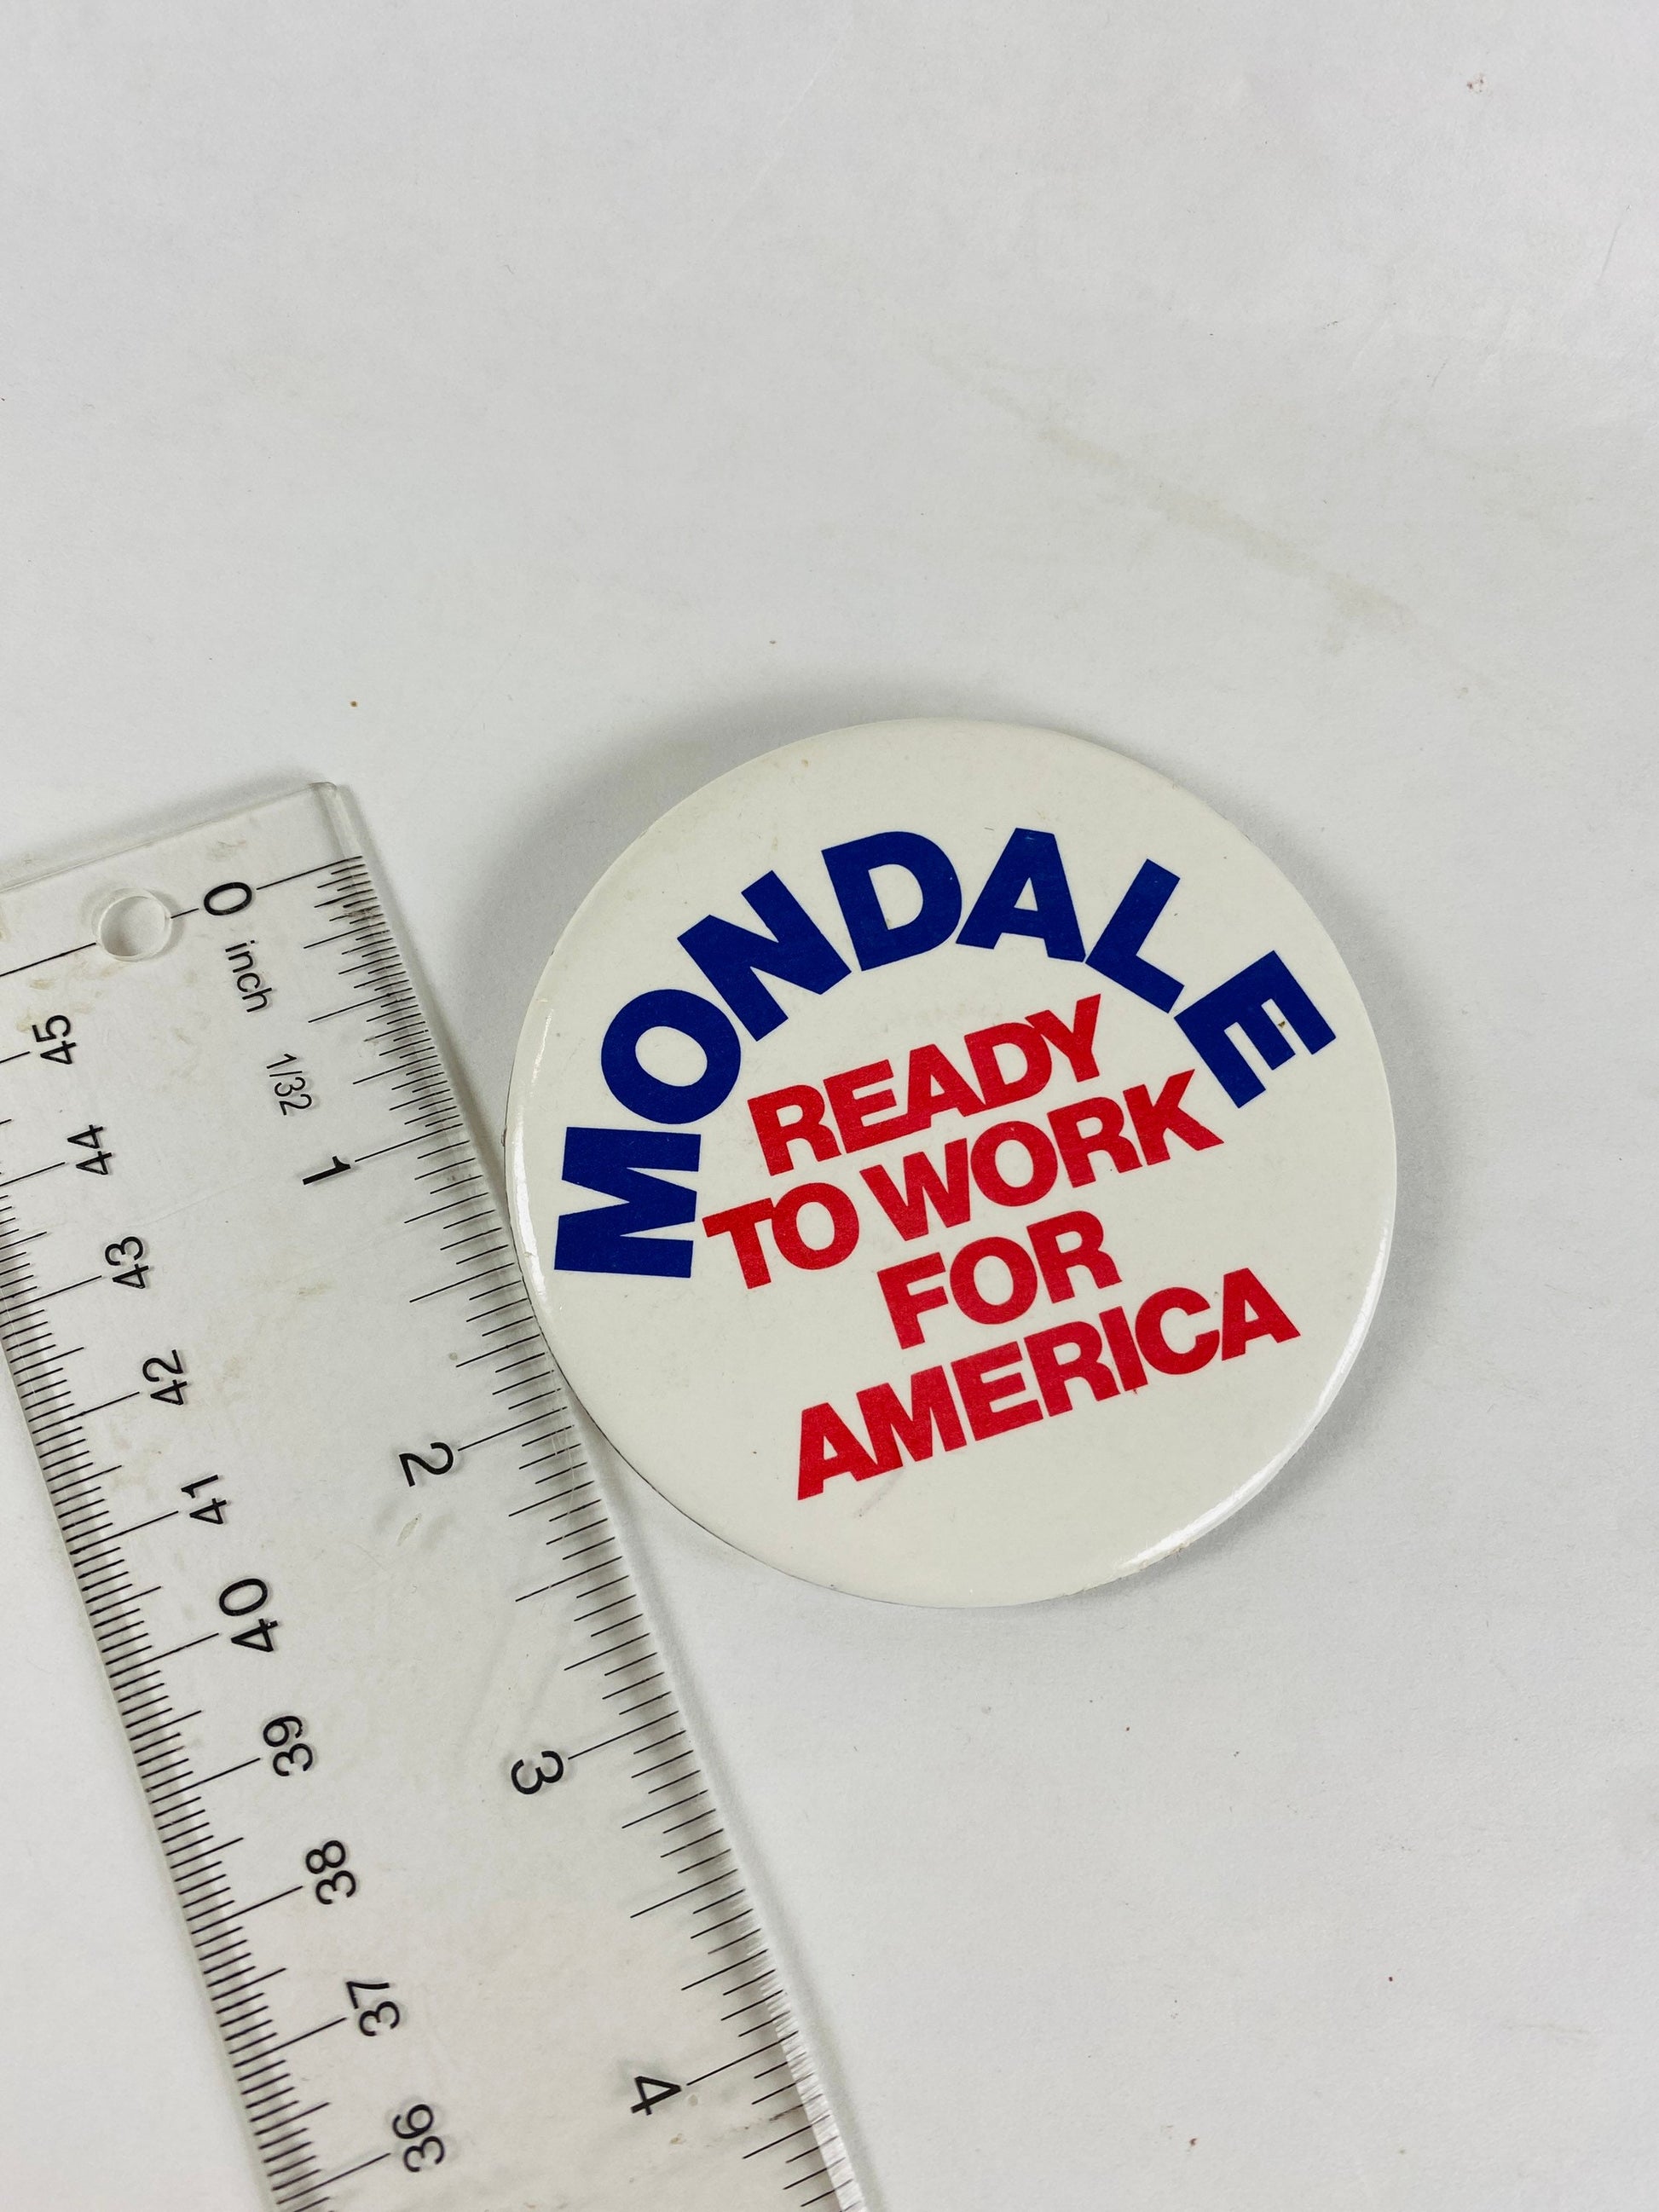 MONDALE
READY
TO WORK
FOR
AMERICA
0
inch
1/32
1
2
3
4
45
44
43
42
41
40
39
38
37
36